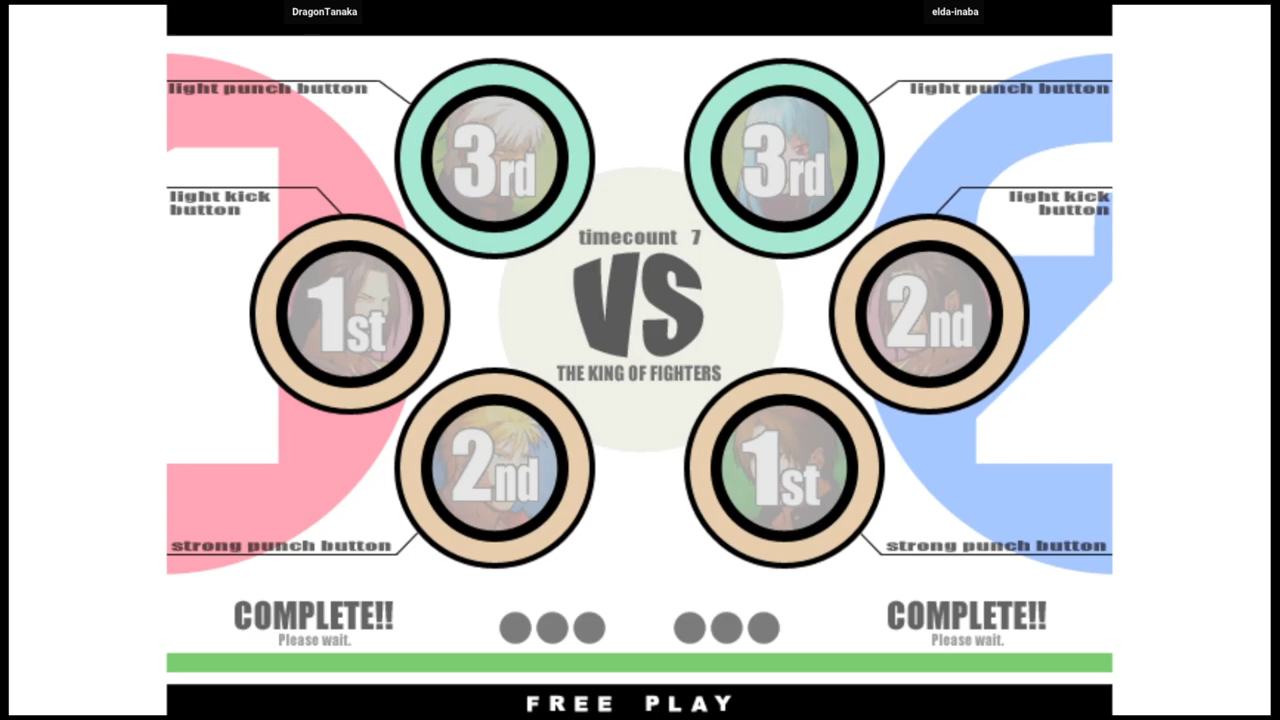 DragonTanaka
elda-inaba
light punch button
light punch button
3rd
3rd
light kick
button
light kick
button
timecount 7
VS
THE KING OF FIGHTERS
1st
2nd
2nd
1st
strong punch button
strong punch button
COMPLETE!!
Please wait.
COMPLETE!!
Please wait.
FREE PLAY